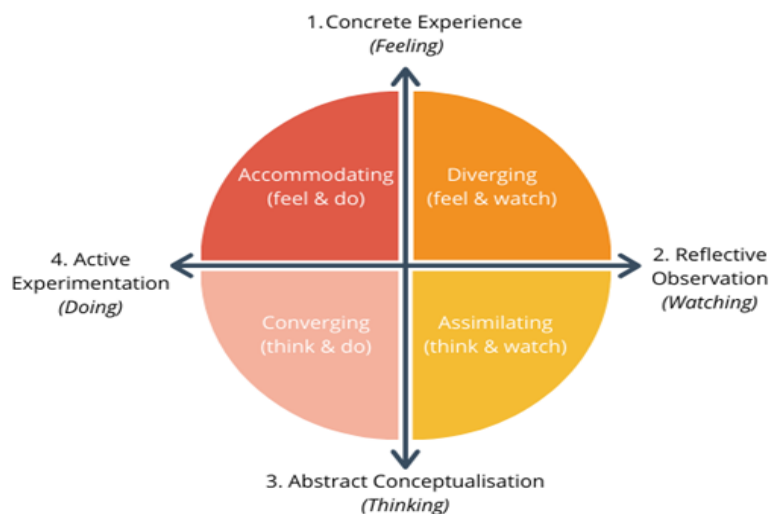 1. Concrete Experience
(Feeling)
Accommodating
(feel & do)
Diverging
(feel & watch)
4. Active
Experimentation
(Doing)
2. Reflective
Observation
(Watching)
Converging
(think & do)
Assimilating
(think & watch)
3. Abstract Conceptualisation
(Thinking)